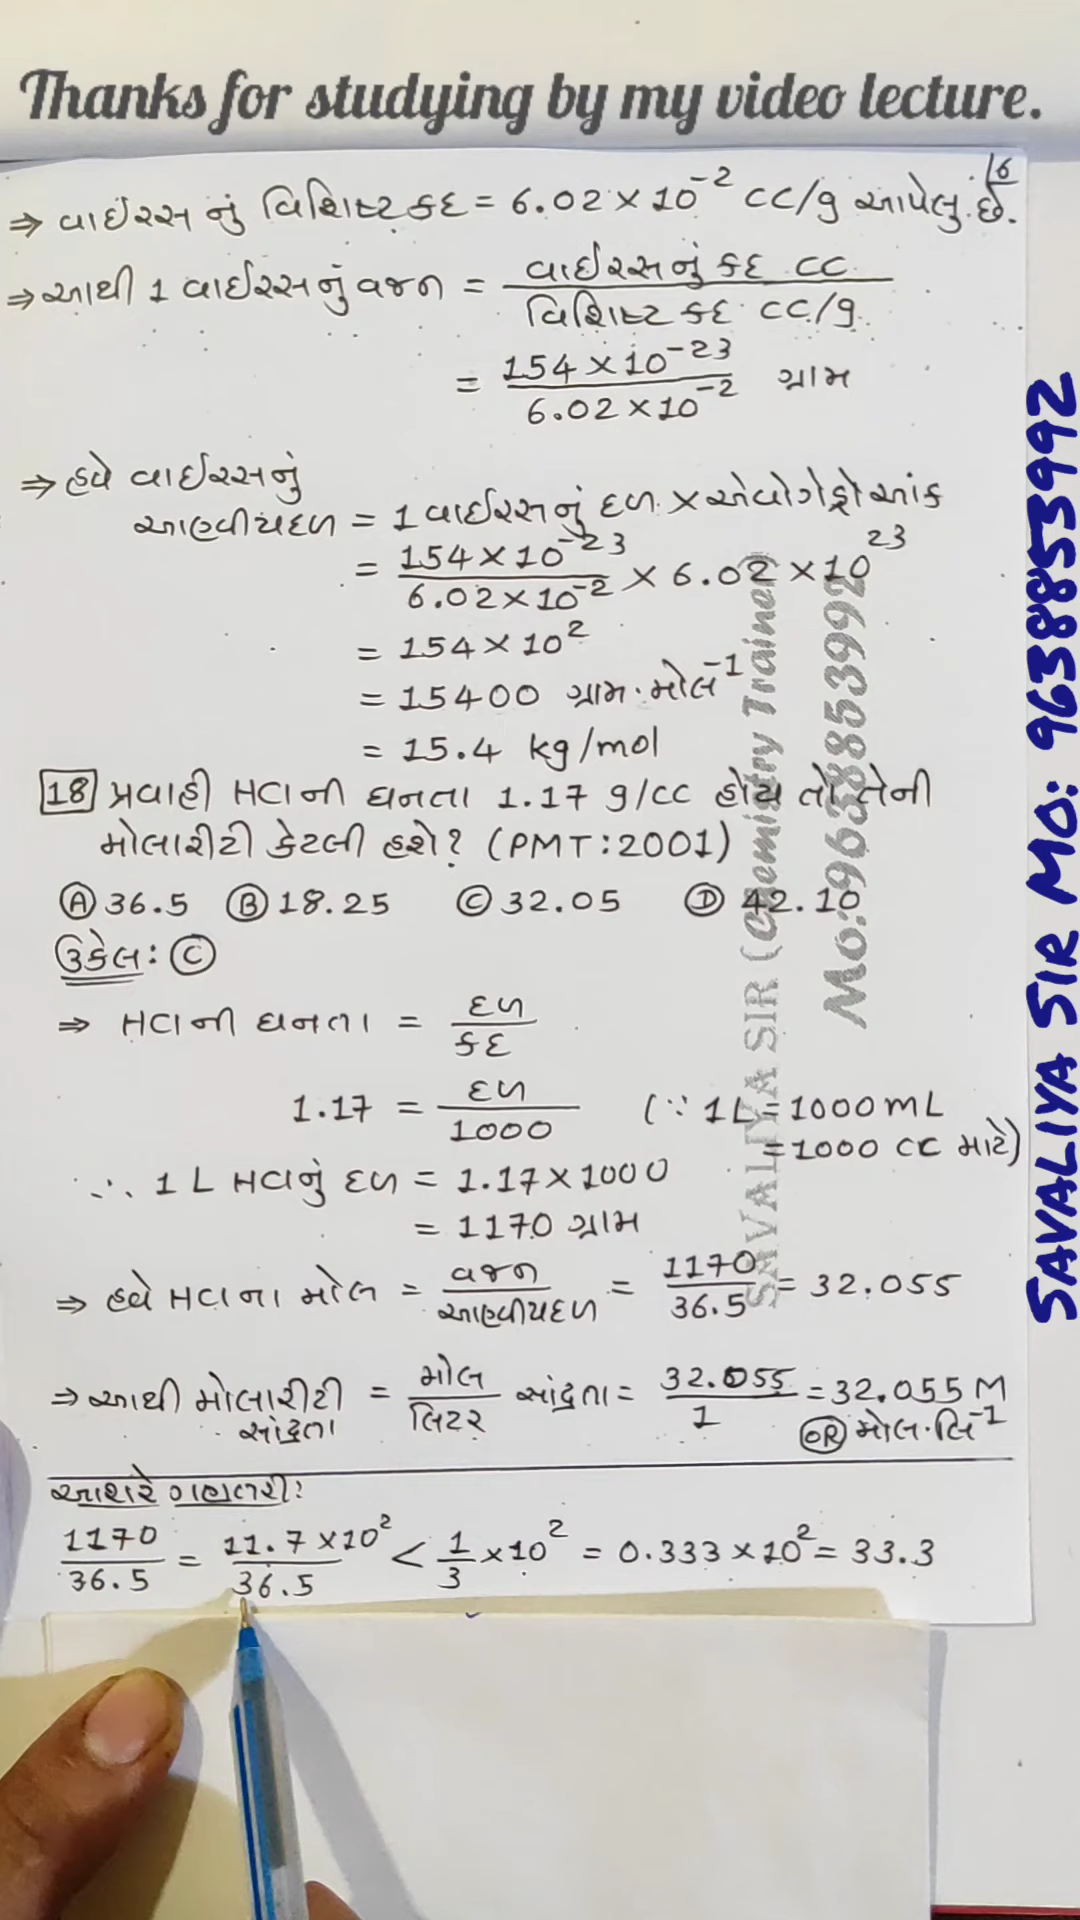 Thanks for studying by my video lecture.
16
⇒ વાઇરસ નું વિશિષ્ટ કદ = 6.02 × 10⁻² CC/g આપેલુ છે.
⇒ આથી 1 વાઇરસનું વજન = વાઇરસનું કદ CC / વિશિષ્ટ કદ CC/g
= 154 × 10⁻²³ / 6.02 × 10⁻² ગ્રામ
⇒ હવે વાઇરસનું
આણ્વીયદળ = 1 વાઇરસનું દળ × એવોગેડ્રો આંક
= 154 × 10⁻²³ / 6.02 × 10⁻² × 6.02 × 10²³
= 154 × 10²
= 15400 ગ્રામ·મોલ⁻¹
= 15.4 kg/mol
18 પ્રવાહી HCl ની ઘનતા 1.17 g/cc હોય તો તેની
મોલારીટી કેટલી હશે? (PMT:2001)
Ⓐ 36.5 Ⓑ 18.25 Ⓒ 32.05 Ⓓ 42.10
ઉકેલ: Ⓒ
⇒ HCl ની ઘનતા = દળ / કદ
1.17 = દળ / 1000 (∵ 1L = 1000 mL
= 1000 CC માટે)
∴ 1 L HCl નું દળ = 1.17 × 1000
= 1170 ગ્રામ
⇒ હવે HCl ના મોલ = વજન / આણ્વીયદળ = 1170 / 36.5 = 32.055
⇒ આથી મોલારીટી સાંદ્રતા = મોલ / લિટર સાંદ્રતા = 32.055 / 1 = 32.055 M
OR મોલ·લિ⁻¹
આશરે ગણતરી:
1170 / 36.5 = 11.7 × 10² / 36.5 < 1/3 × 10² = 0.333 × 10² = 33.3
SAVALIYA SIR (Chemistry Trainer)
Mo:9638853992
SAVALIYA SIR MO: 9638853992